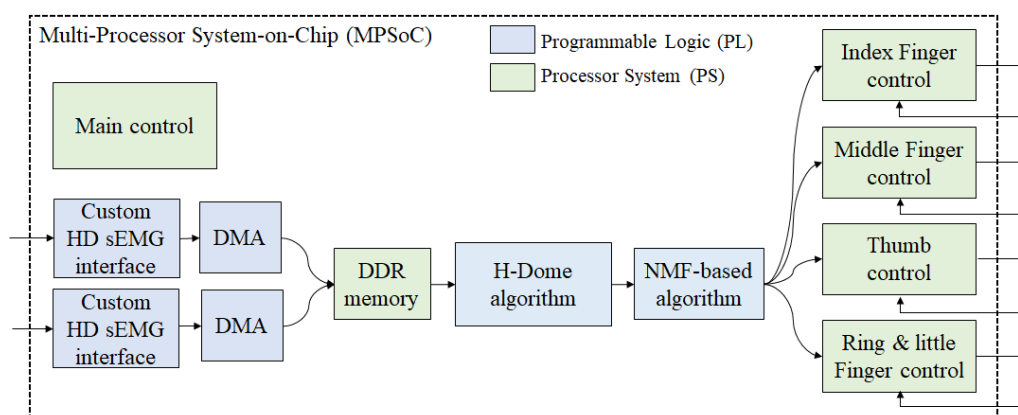 Multi-Processor System-on-Chip (MPSoC)
Programmable Logic (PL)
Processor System (PS)
Main control
Custom
HD sEMG
interface
DMA
Custom
HD sEMG
interface
DMA
DDR
memory
H-Dome
algorithm
NMF-based
algorithm
Index Finger
control
Middle Finger
control
Thumb
control
Ring & little
Finger control